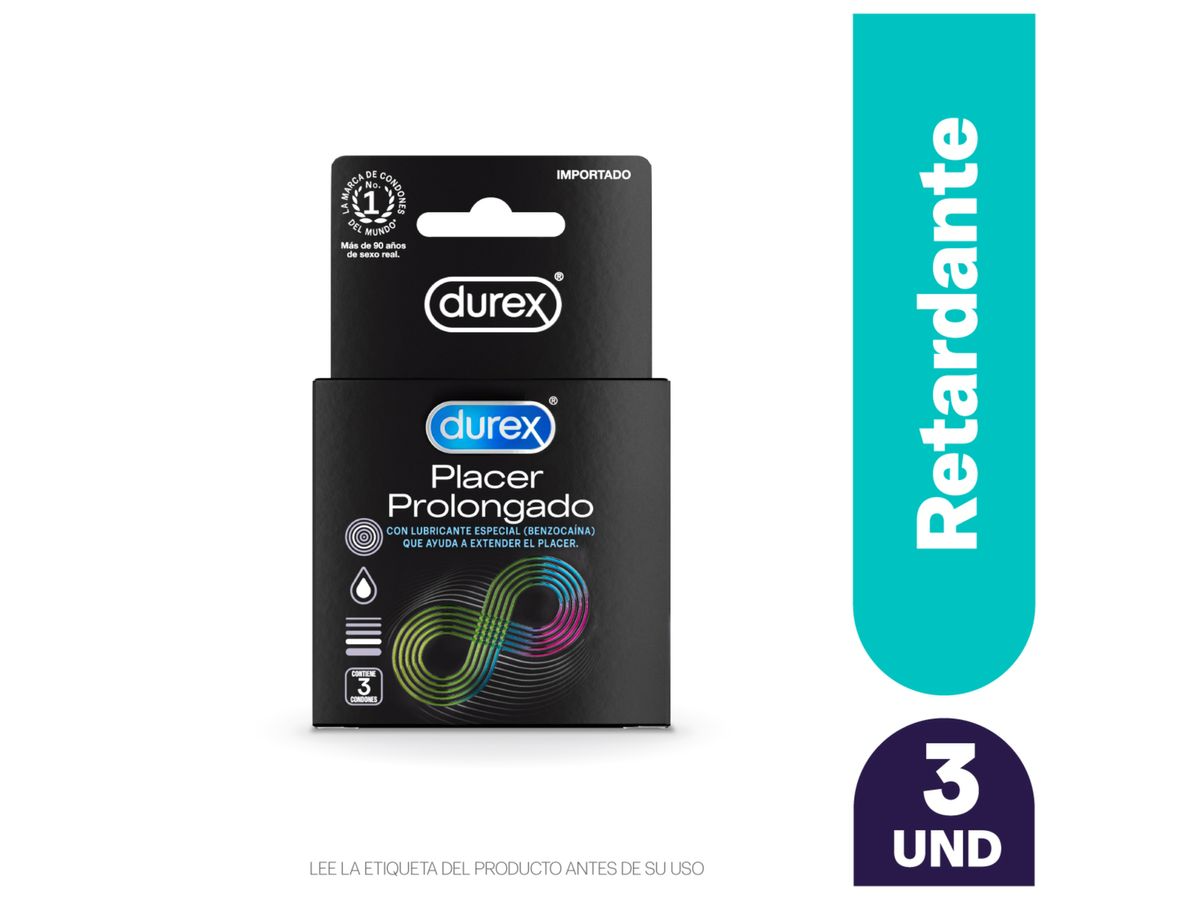 LA MARCA DE CONDONES
No.
1
DEL MUNDO*
Más de 90 años
de sexo real.
IMPORTADO
durex®
durex®
Placer
Prolongado
CON LUBRICANTE ESPECIAL (BENZOCAÍNA)
QUE AYUDA A EXTENDER EL PLACER.
CONTIENE
3
CONDONES
Retardante
3
UND
LEE LA ETIQUETA DEL PRODUCTO ANTES DE SU USO